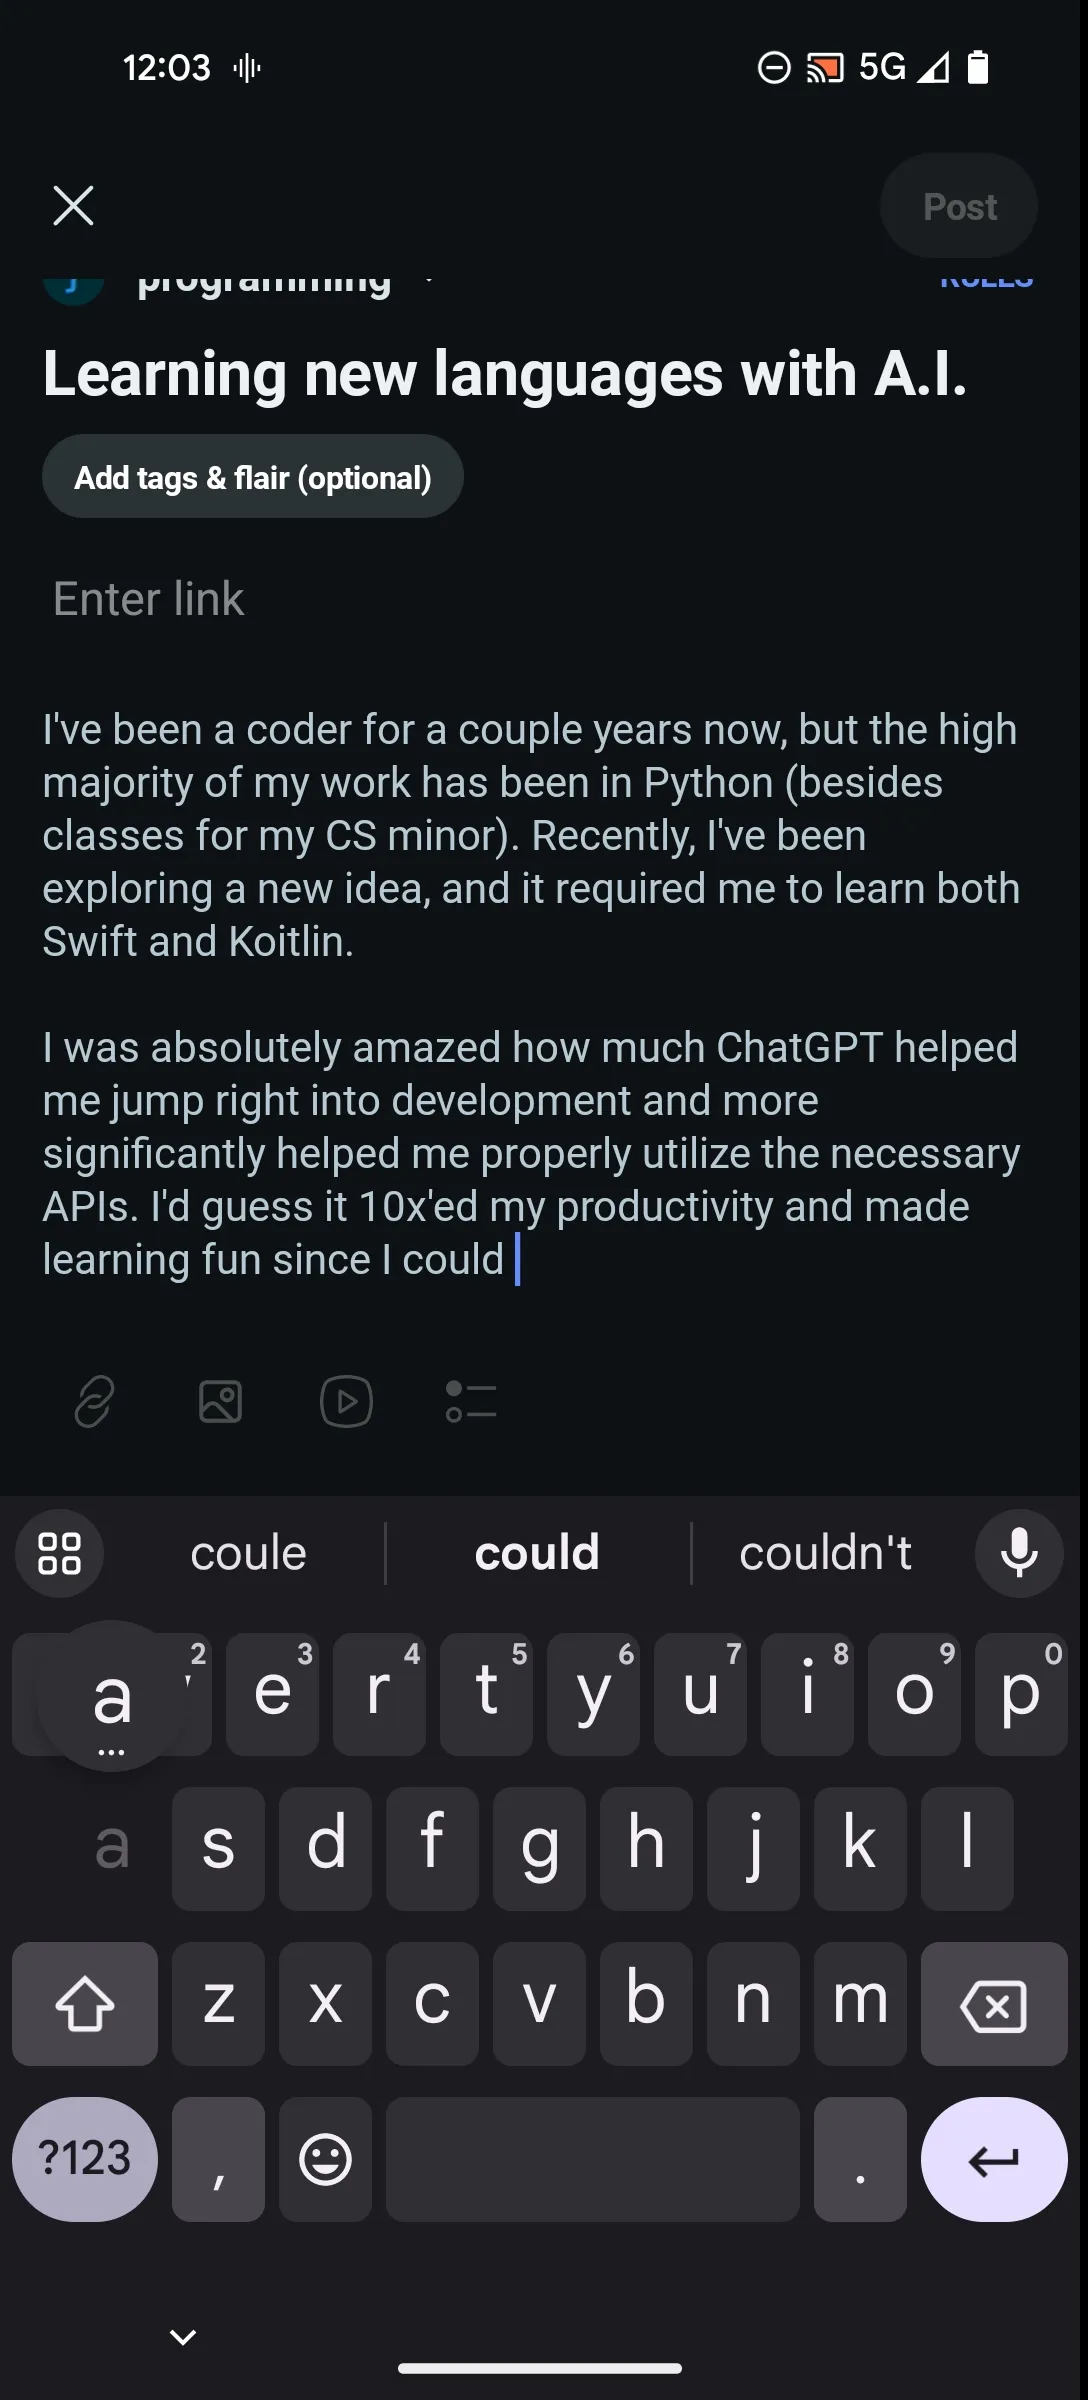 12:03 5G
Post
programming RULES
Learning new languages with A.I.
Add tags & flair (optional)
Enter link
I've been a coder for a couple years now, but the high
majority of my work has been in Python (besides
classes for my CS minor). Recently, I've been
exploring a new idea, and it required me to learn both
Swift and Koitlin.
I was absolutely amazed how much ChatGPT helped
me jump right into development and more
significantly helped me properly utilize the necessary
APIs. I'd guess it 10x'ed my productivity and made
learning fun since I could
coule could couldn't
a 2 e 3 r 4 t 5 y 6 u 7 i 8 o 9 p 0
a s d f g h j k l
z x c v b n m
?123 , .